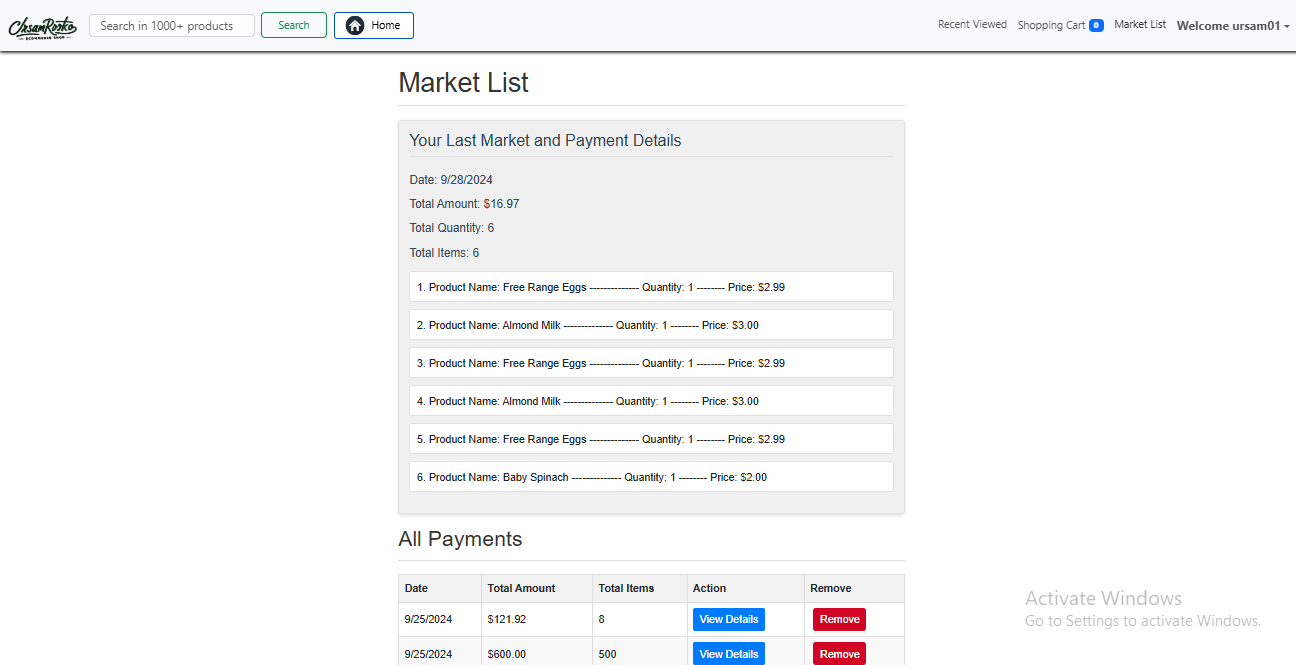 ChsamRosko
ECOMMERCE SHOP
Search in 1000+ products
Search
Home
Recent Viewed
Shopping Cart 0
Market List
Welcome ursam01
Market List
Your Last Market and Payment Details
Date: 9/28/2024
Total Amount: $16.97
Total Quantity: 6
Total Items: 6
1. Product Name: Free Range Eggs -------------- Quantity: 1 -------- Price: $2.99
2. Product Name: Almond Milk -------------- Quantity: 1 -------- Price: $3.00
3. Product Name: Free Range Eggs -------------- Quantity: 1 -------- Price: $2.99
4. Product Name: Almond Milk -------------- Quantity: 1 -------- Price: $3.00
5. Product Name: Free Range Eggs -------------- Quantity: 1 -------- Price: $2.99
6. Product Name: Baby Spinach -------------- Quantity: 1 -------- Price: $2.00
All Payments
Date Total Amount Total Items Action Remove
9/25/2024 $121.92 8 View Details Remove
9/25/2024 $600.00 500 View Details Remove
Activate Windows
Go to Settings to activate Windows.